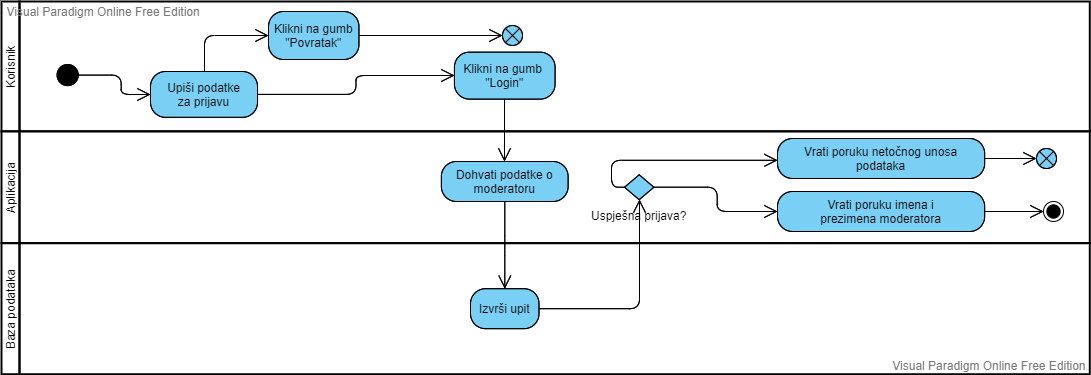 Visual Paradigm Online Free Edition
Korisnik
Klikni na gumb
"Povratak"
Upiši podatke
za prijavu
Klikni na gumb
"Login"
Aplikacija
Dohvati podatke o
moderatoru
Uspješna prijava?
Vrati poruku netočnog unosa
podataka
Vrati poruku imena i
prezimena moderatora
Baza podataka
Izvrši upit
Visual Paradigm Online Free Edition